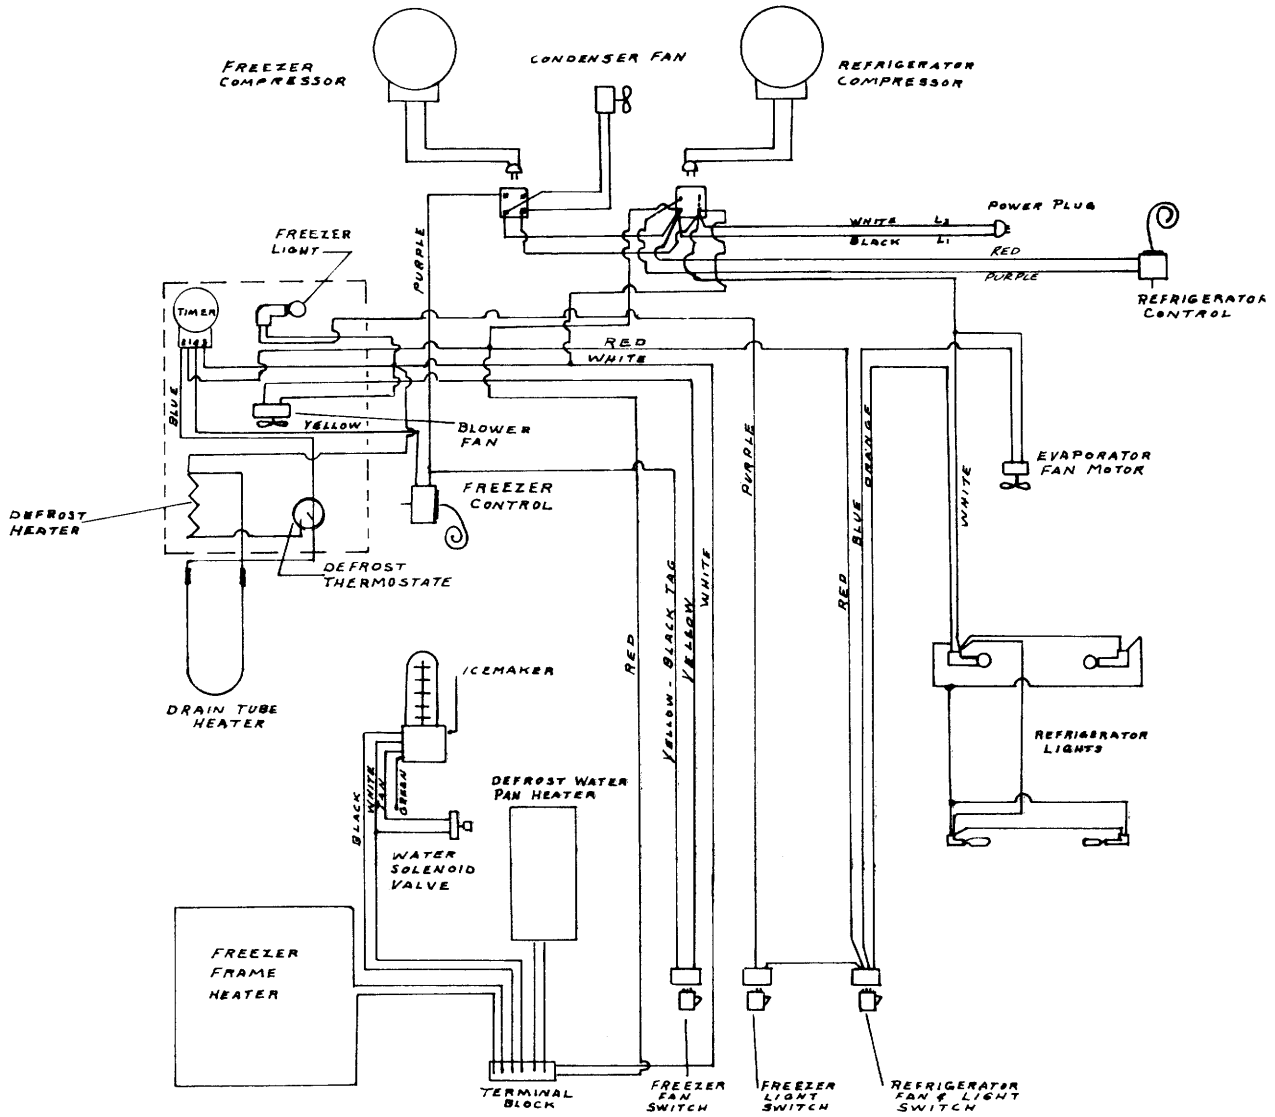 FREEZER
COMPRESSOR
CONDENSER FAN
REFRIGERATOR
COMPRESSOR
POWER PLUG
WHITE L2
BLACK L1
RED
PURPLE
REFRIGERATOR
CONTROL
FREEZER
LIGHT
PURPLE
TIMER
RED
WHITE
BLUE
YELLOW
BLOWER
FAN
FREEZER
CONTROL
DEFROST
HEATER
DEFROST
THERMOSTATE
PURPLE
ORANGE
BLUE
RED
WHITE
EVAPORATOR
FAN MOTOR
DRAIN TUBE
HEATER
ICEMAKER
RED
YELLOW - BLACK TAG
YELLOW
WHITE
REFRIGERATOR
LIGHTS
BLACK
WHITE
TAN
GREEN
DEFROST WATER
PAN HEATER
WATER
SOLENOID
VALVE
FREEZER
FRAME
HEATER
TERMINAL
BLOCK
FREEZER
FAN
SWITCH
FREEZER
LIGHT
SWITCH
REFRIGERATOR
FAN & LIGHT
SWITCH